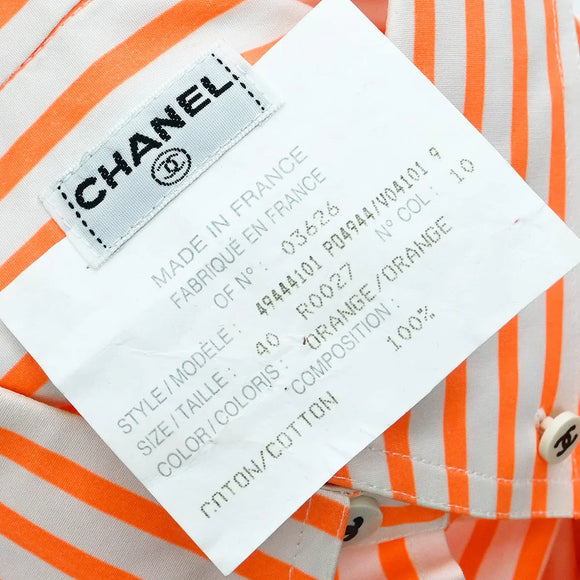 CHANEL
MADE IN FRANCE
FABRIQUÉ EN FRANCE
OF N° : 03626
STYLE/MODÈLE : 49444101 P04944/V04101 9
SIZE/TAILLE : 40 R0027 N° COL : 10
COLOR/COLORIS : ORANGE/ORANGE
COMPOSITION :
100%
COTON/COTTON